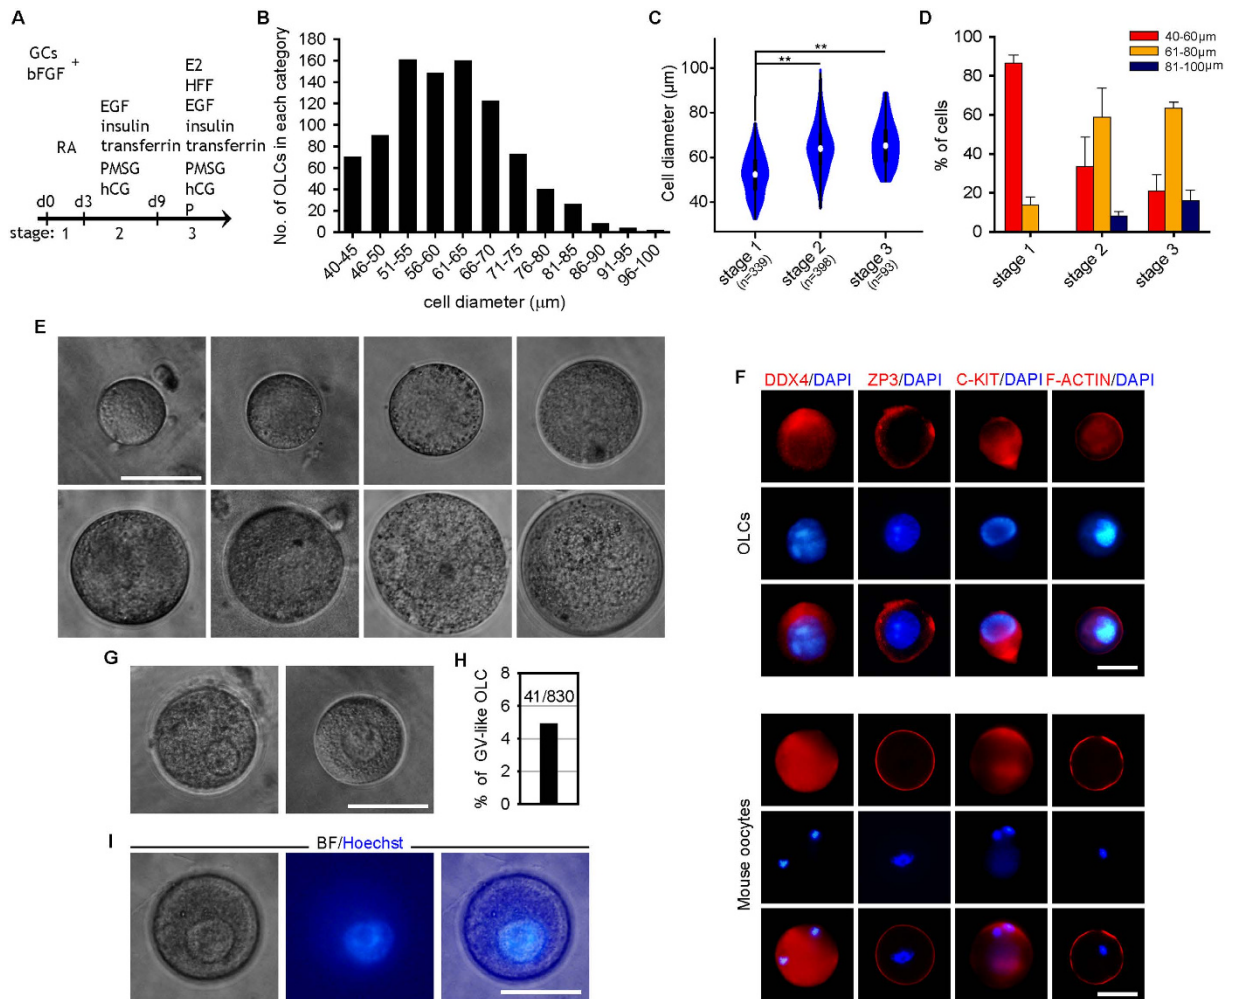 A
GCs
bFGF +
RA
EGF
insulin
transferrin
PMSG
hCG
E2
HFF
EGF
insulin
transferrin
PMSG
hCG
P
d0 d3 d9
stage: 1 2 3
B
No. of OLCs in each category
180
160
140
120
100
80
60
40
20
0
40-45 46-50 51-55 56-60 61-65 66-70 71-75 76-80 81-85 86-90 91-95 96-100
cell diameter (μm)
C
Cell diameter (μm)
100
80
60
40
**
**
stage 1 (n=339)
stage 2 (n=398)
stage 3 (n=93)
D
% of cells
100
80
60
40
20
0
40-60μm
61-80μm
81-100μm
stage 1 stage 2 stage 3
E
F
DDX4/DAPI ZP3/DAPI C-KIT/DAPI F-ACTIN/DAPI
OLCs
Mouse oocytes
G
H
% of GV-like OLC
8
6
4
2
0
41/830
I
BF/Hoechst